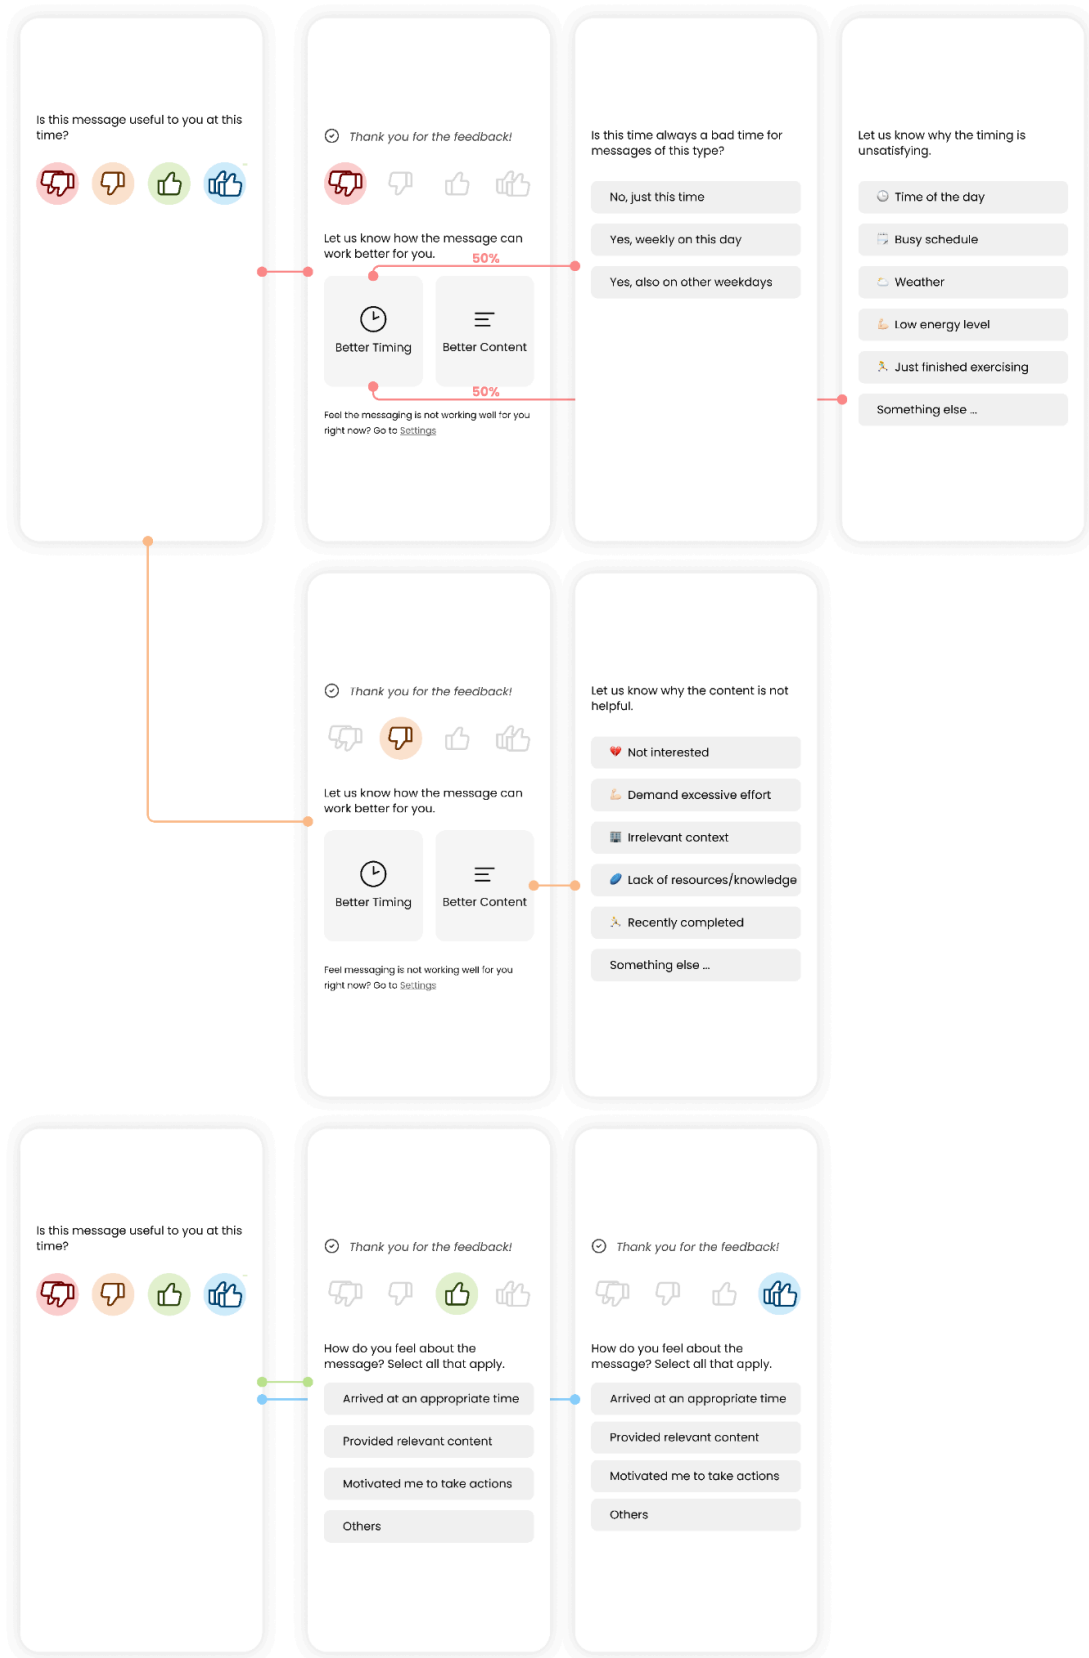 Is this message useful to you at this
time?
Thank you for the feedback!
Let us know how the message can
work better for you.
50%
Better Timing
Better Content
50%
Feel the messaging is not working well for you
right now? Go to Settings
Is this time always a bad time for
messages of this type?
No, just this time
Yes, weekly on this day
Yes, also on other weekdays
Let us know why the timing is
unsatisfying.
Time of the day
Busy schedule
Weather
Low energy level
Just finished exercising
Something else ...
Thank you for the feedback!
Let us know how the message can
work better for you.
Better Timing
Better Content
Feel messaging is not working well for you
right now? Go to Settings
Let us know why the content is not
helpful.
Not interested
Demand excessive effort
Irrelevant context
Lack of resources/knowledge
Recently completed
Something else ...
Is this message useful to you at this
time?
Thank you for the feedback!
How do you feel about the
message? Select all that apply.
Arrived at an appropriate time
Provided relevant content
Motivated me to take actions
Others
Thank you for the feedback!
How do you feel about the
message? Select all that apply.
Arrived at an appropriate time
Provided relevant content
Motivated me to take actions
Others